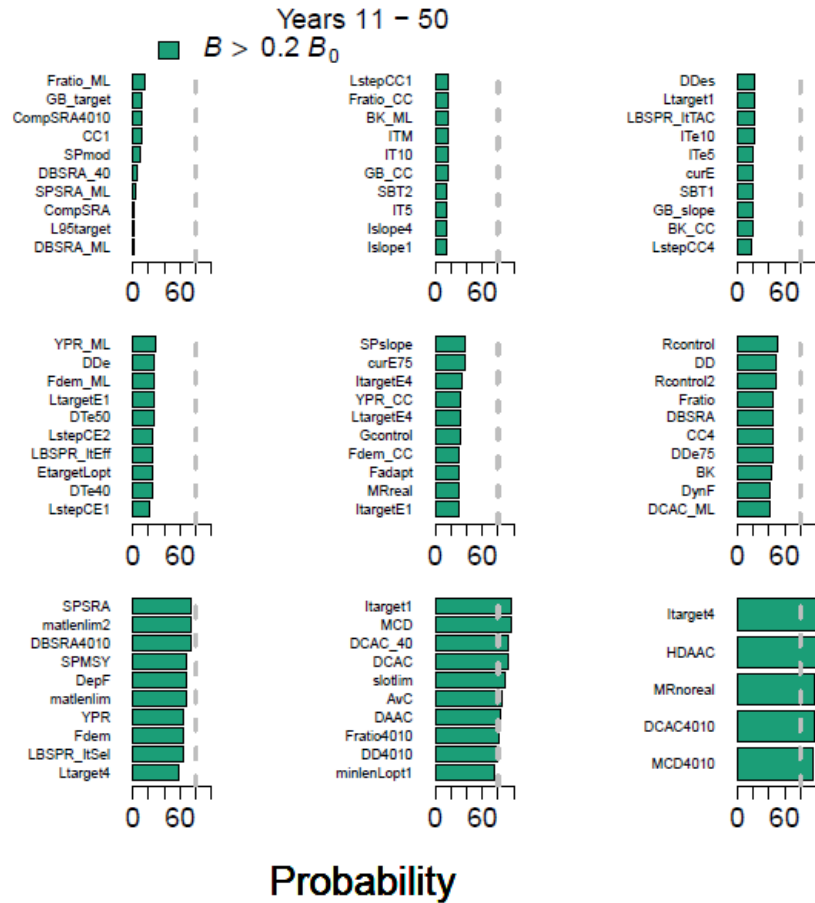 Years 11 − 50
B > 0.2 B0
Fratio_ML
GB_target
CompSRA4010
CC1
SPmod
DBSRA_40
SPSRA_ML
CompSRA
L95target
DBSRA_ML
0 60
LstepCC1
Fratio_CC
BK_ML
ITM
IT10
GB_CC
SBT2
IT5
Islope4
Islope1
0 60
DDes
Ltarget1
LBSPR_ItTAC
ITe10
ITe5
curE
SBT1
GB_slope
BK_CC
LstepCC4
0 60
YPR_ML
DDe
Fdem_ML
LtargetE1
DTe50
LstepCE2
LBSPR_ItEff
EtargetLopt
DTe40
LstepCE1
0 60
SPslope
curE75
ItargetE4
YPR_CC
LtargetE4
Gcontrol
Fdem_CC
Fadapt
MRreal
ItargetE1
0 60
Rcontrol
DD
Rcontrol2
Fratio
DBSRA
CC4
DDe75
BK
DynF
DCAC_ML
0 60
SPSRA
matlenlim2
DBSRA4010
SPMSY
DepF
matlenlim
YPR
Fdem
LBSPR_ItSel
Ltarget4
0 60
Itarget1
MCD
DCAC_40
DCAC
slotlim
AvC
DAAC
Fratio4010
DD4010
minlenLopt1
0 60
Itarget4
HDAAC
MRnoreal
DCAC4010
MCD4010
0 60
Probability